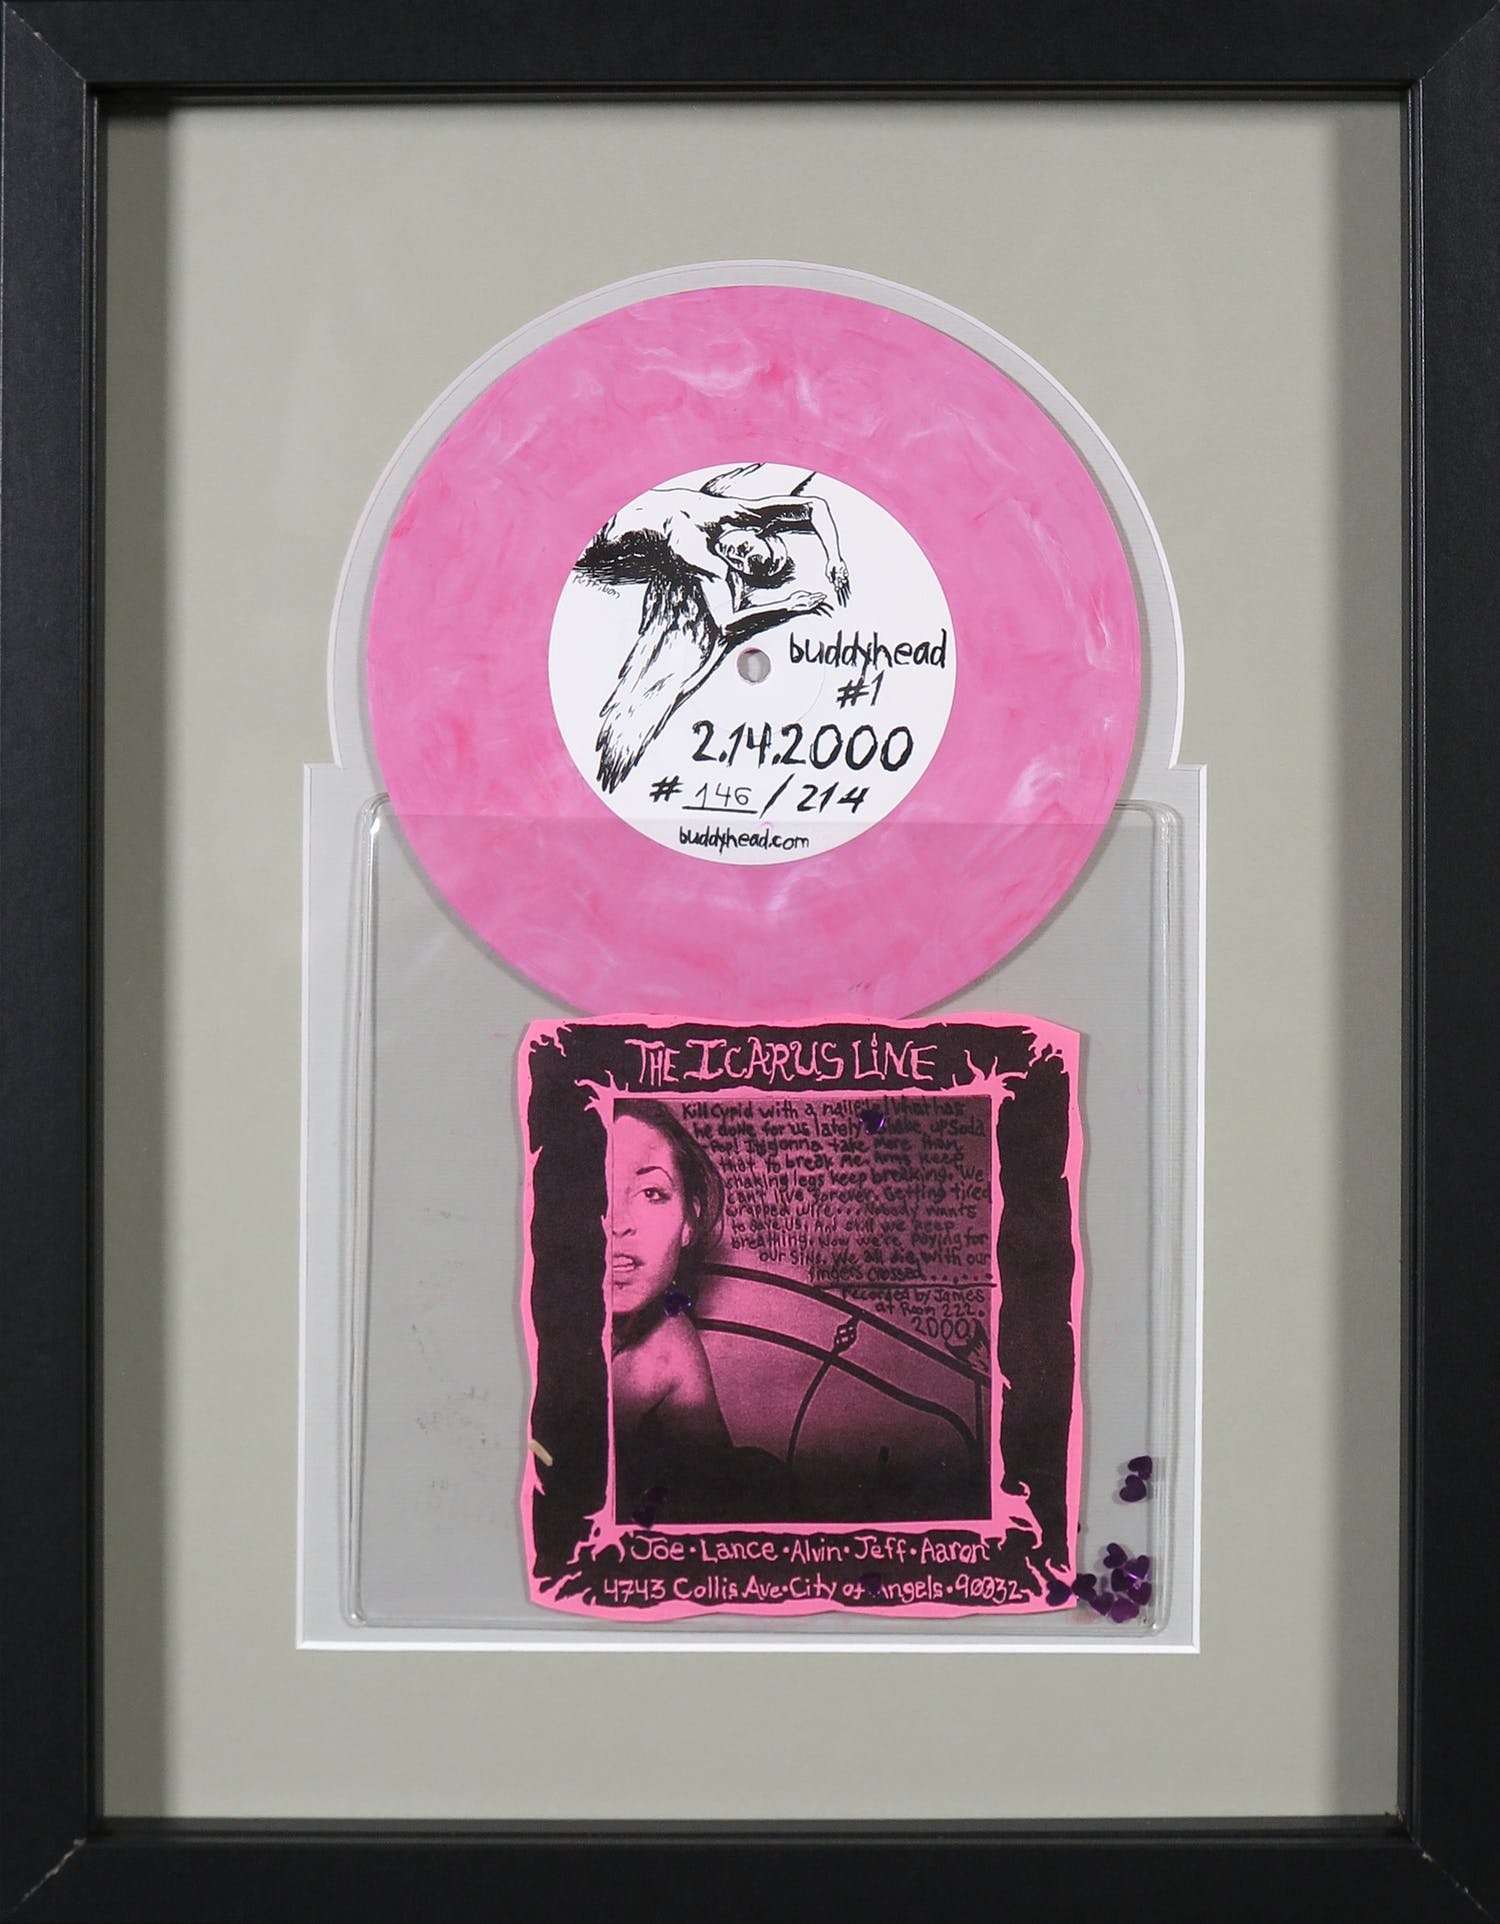 Pettibon
buddyhead
#1
2.14.2000
# 146 / 214
buddyhead.com
THE ICARUS LINE
Kill Cupid with a nailfile! What has
he done for us lately? Shake up Soda
Pop! It's gonna take more than
that to break me. Arms keep
shaking legs keep breaking. We
can't live forever. Getting tired
wrapped wire... Nobody wants
to save us. And still we keep
breathing. Now we're paying for
our sins. We all die with our
fingers crossed......
recorded by James
at Room 222.
2000
Joe • Lance • Alvin • Jeff • Aaron
4743 Collis Ave • City of Angels • 90032